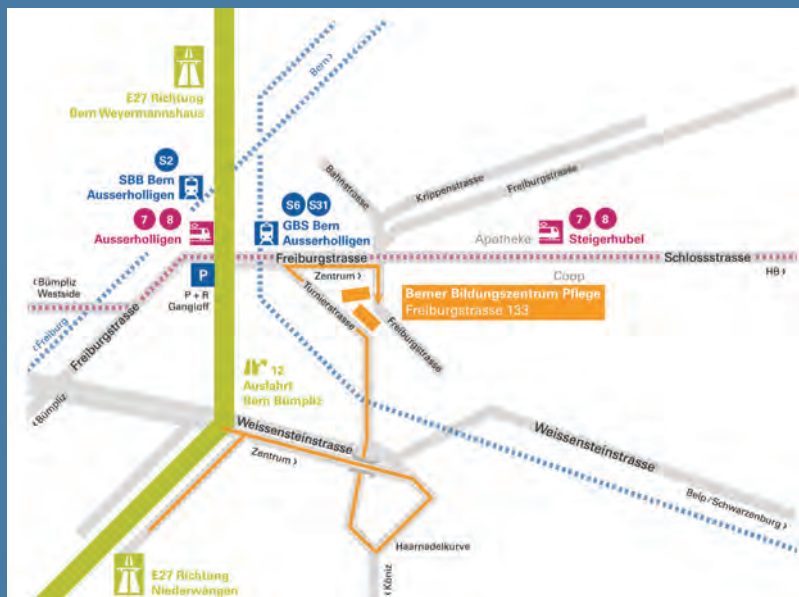 E27 Richtung
Bern Weyermannshaus
Bern ›
S2
SBB Bern
Ausserholligen
7 8
Ausserholligen
S6 S31
GBS Bern
Ausserholligen
Bahnstrasse
Krippenstrasse
Freiburgstrasse
Apotheke
7 8
Steigerhubel
Freiburgstrasse
Schlossstrasse
HB ›
‹ Bümpliz
Westside
P
P + R
Gangloff
Zentrum ›
Coop
Berner Bildungszentrum Pflege
Freiburgstrasse 133
Turnierstrasse
Freiburgstrasse
‹ Freiburg
Freiburgstrasse
12
Ausfahrt
Bern Bümpliz
‹ Bümpliz
Weissensteinstrasse
Zentrum ›
Weissensteinstrasse
Belp/Schwarzenburg ›
Haarnadelkurve
‹ Köniz
E27 Richtung
Niederwangen